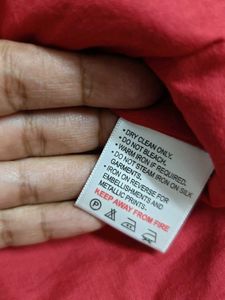 • DRY CLEAN ONLY.
• DO NOT BLEACH.
• WARM IRON IF REQUIRED.
• DO NOT STEAM IRON ON SILK
GARMENTS.
• IRON ON REVERSE FOR
EMBELLISHMENTS AND
METALLIC PRINTS.
KEEP AWAY FROM FIRE
P